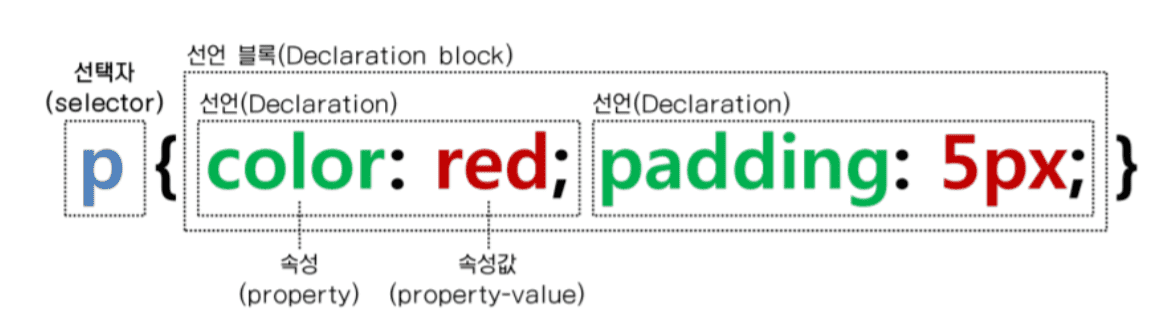 선언 블록(Declaration block)
선택자
(selector)
선언(Declaration) 선언(Declaration)
p { color: red; padding: 5px; }
속성 속성값
(property) (property-value)